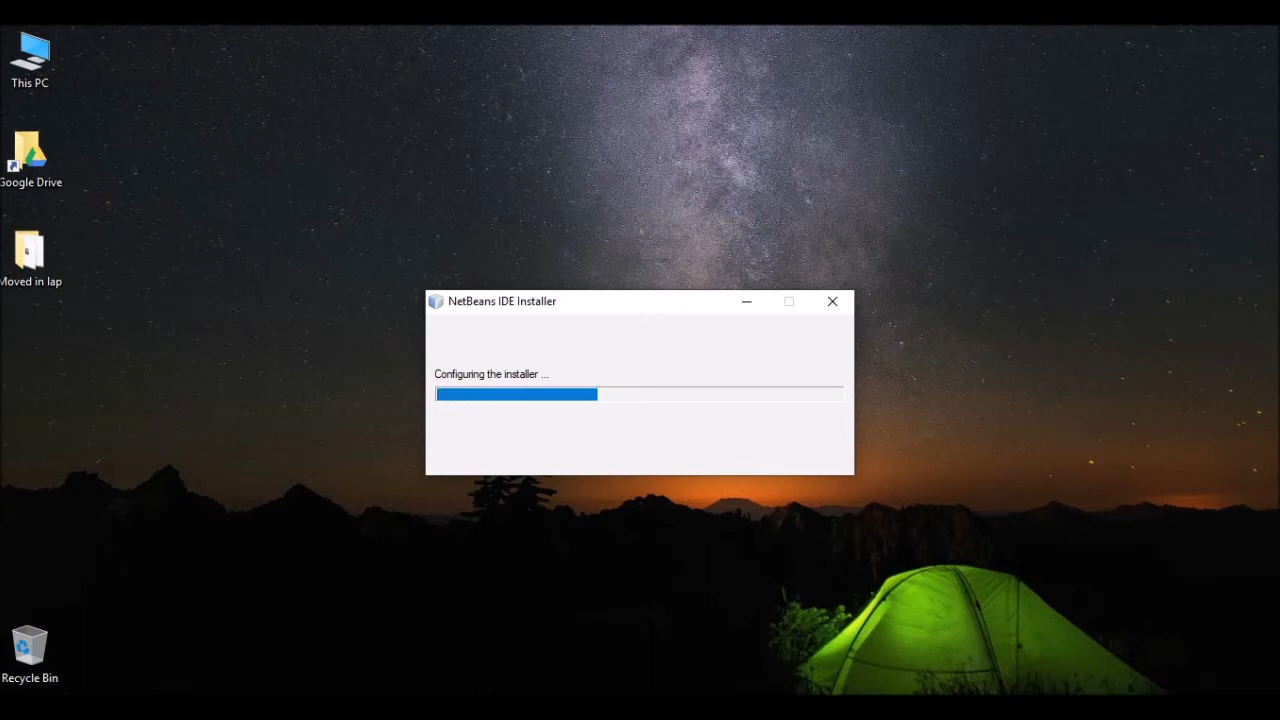 This PC
Google Drive
Moved in lap
NetBeans IDE Installer
Configuring the installer ...
Recycle Bin